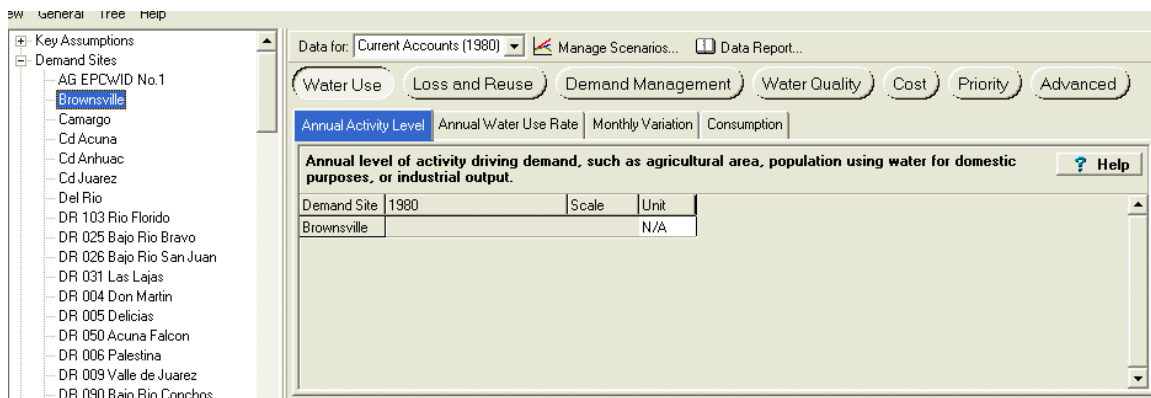 ew General Tree Help
Key Assumptions
Demand Sites
AG EPCWID No.1
Brownsville
Camargo
Cd Acuna
Cd Anhuac
Cd Juarez
Del Rio
DR 103 Rio Florido
DR 025 Bajo Rio Bravo
DR 026 Bajo Rio San Juan
DR 031 Las Lajas
DR 004 Don Martin
DR 005 Delicias
DR 050 Acuna Falcon
DR 006 Palestina
DR 009 Valle de Juarez
DR 090 Bajo Rio Conchos
Data for: Current Accounts (1980) Manage Scenarios... Data Report...
Water Use Loss and Reuse Demand Management Water Quality Cost Priority Advanced
Annual Activity Level Annual Water Use Rate Monthly Variation Consumption
Annual level of activity driving demand, such as agricultural area, population using water for domestic
purposes, or industrial output.
? Help
Demand Site 1980 Scale Unit
Brownsville N/A